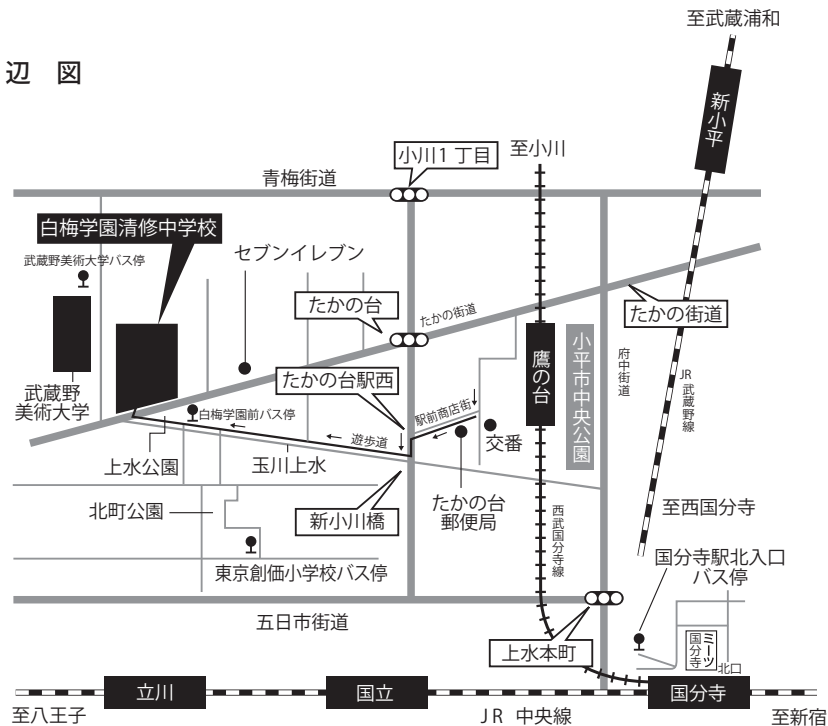 至武蔵浦和
辺 図
新小平
小川1 丁目
至小川
青梅街道
白梅学園清修中学校
武蔵野美術大学バス停
セブンイレブン
たかの台
たかの街道
たかの街道
たかの台駅西
鷹の台
小平市中央公園
府中街道
JR 武蔵野線
武蔵野
美術大学
白梅学園前バス停
駅前商店街
遊歩道
交番
上水公園
玉川上水
たかの台
郵便局
北町公園
新小川橋
西武国分寺線
至西国分寺
東京創価小学校バス停
国分寺駅北入口
バス停
五日市街道
上水本町
ミーツ
国分寺
北口
立川
国立
国分寺
至八王子
JR 中央線
至新宿